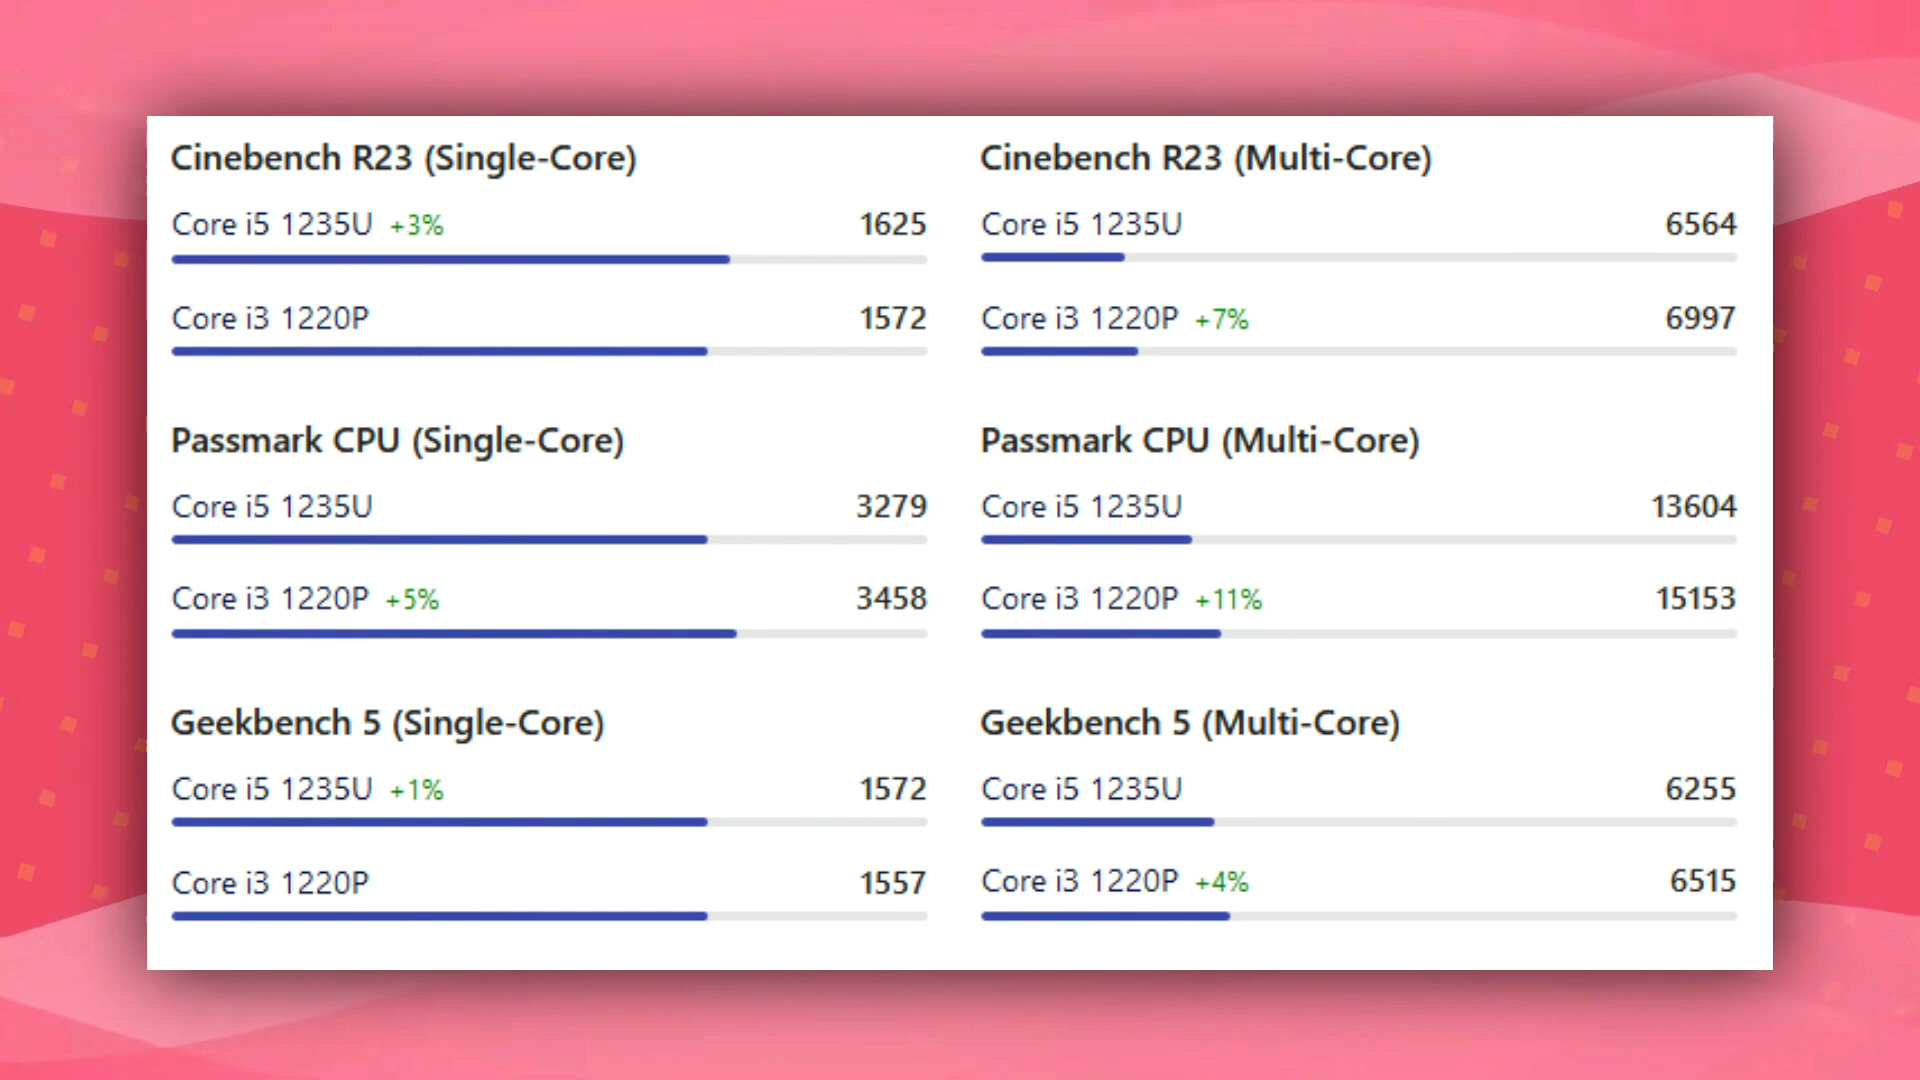 Cinebench R23 (Single-Core)
Core i5 1235U +3% 1625
Core i3 1220P 1572
Passmark CPU (Single-Core)
Core i5 1235U 3279
Core i3 1220P +5% 3458
Geekbench 5 (Single-Core)
Core i5 1235U +1% 1572
Core i3 1220P 1557
Cinebench R23 (Multi-Core)
Core i5 1235U 6564
Core i3 1220P +7% 6997
Passmark CPU (Multi-Core)
Core i5 1235U 13604
Core i3 1220P +11% 15153
Geekbench 5 (Multi-Core)
Core i5 1235U 6255
Core i3 1220P +4% 6515